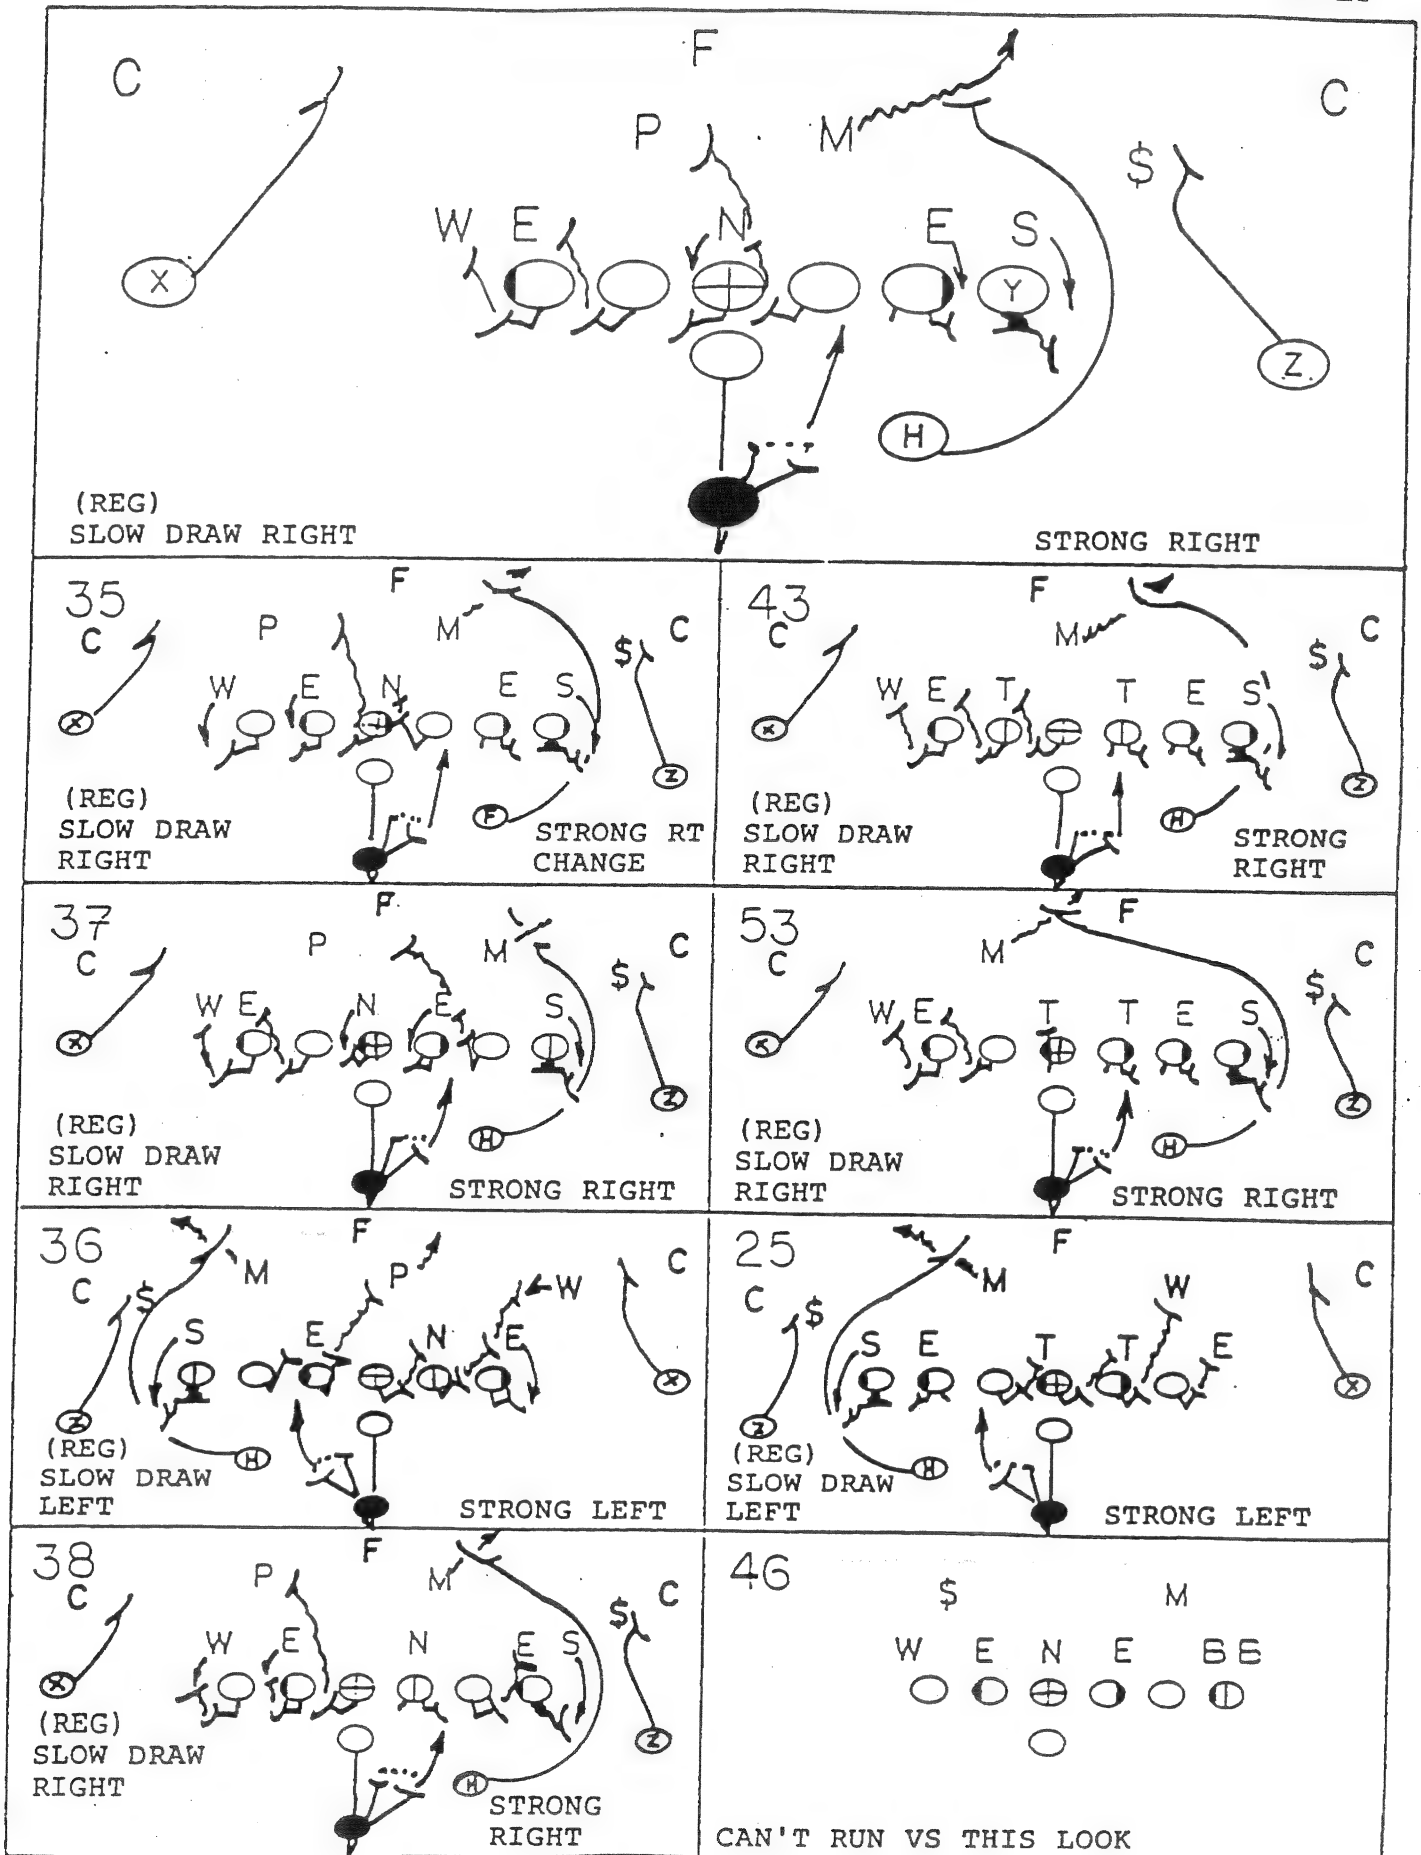 F
C
C
P
M
$
W
E
N
E
S
X
Y
Z
H
(REG)
SLOW DRAW RIGHT
STRONG RIGHT
35
F
C
P
M
$
C
W
E
N
E
S
X
Z
F
(REG)
SLOW DRAW
RIGHT
STRONG RT
CHANGE
43
F
C
M
$
C
W
E
T
T
E
S
X
Z
H
(REG)
SLOW DRAW
RIGHT
STRONG
RIGHT
37
F
C
P
M
$
C
W
E
N
E
S
X
Z
H
(REG)
SLOW DRAW
RIGHT
STRONG RIGHT
53
F
C
M
$
C
W
E
T
T
E
S
X
Z
H
(REG)
SLOW DRAW
RIGHT
STRONG RIGHT
36
F
C
$
M
P
W
C
S
E
N
E
X
Z
H
(REG)
SLOW DRAW
LEFT
STRONG LEFT
25
F
C
$
M
W
C
S
E
T
T
E
X
Z
H
(REG)
SLOW DRAW
LEFT
STRONG LEFT
38
F
C
P
M
$
C
W
E
N
E
S
X
Z
H
(REG)
SLOW DRAW
RIGHT
STRONG
RIGHT
46
$
M
W
E
N
E
B B
CAN'T RUN VS THIS LOOK